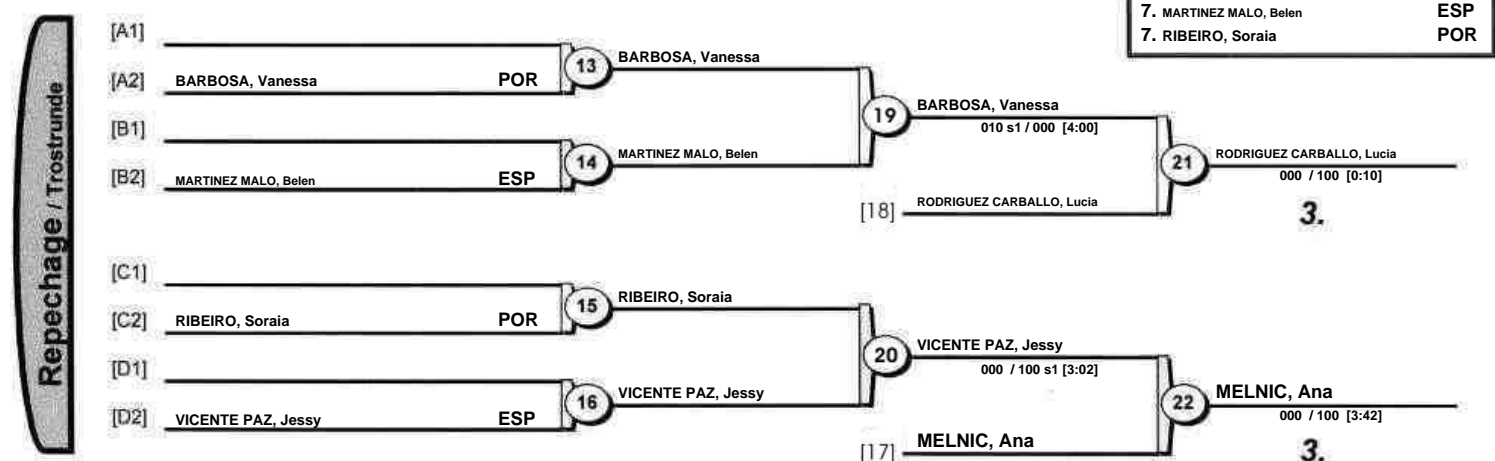 7. MARTINEZ MALO, Belen ESP
7. RIBEIRO, Soraia POR
Repechage / Trostrunde
[A1]
13 BARBOSA, Vanessa
[A2] BARBOSA, Vanessa POR
19 BARBOSA, Vanessa
010 s1 / 000 [4:00]
[B1]
14 MARTINEZ MALO, Belen
[B2] MARTINEZ MALO, Belen ESP
21 RODRIGUEZ CARBALLO, Lucia
000 / 100 [0:10]
[18] RODRIGUEZ CARBALLO, Lucia
3.
[C1]
15 RIBEIRO, Soraia
[C2] RIBEIRO, Soraia POR
20 VICENTE PAZ, Jessy
000 / 100 s1 [3:02]
[D1]
16 VICENTE PAZ, Jessy
[D2] VICENTE PAZ, Jessy ESP
22 MELNIC, Ana
000 / 100 [3:42]
[17] MELNIC, Ana
3.